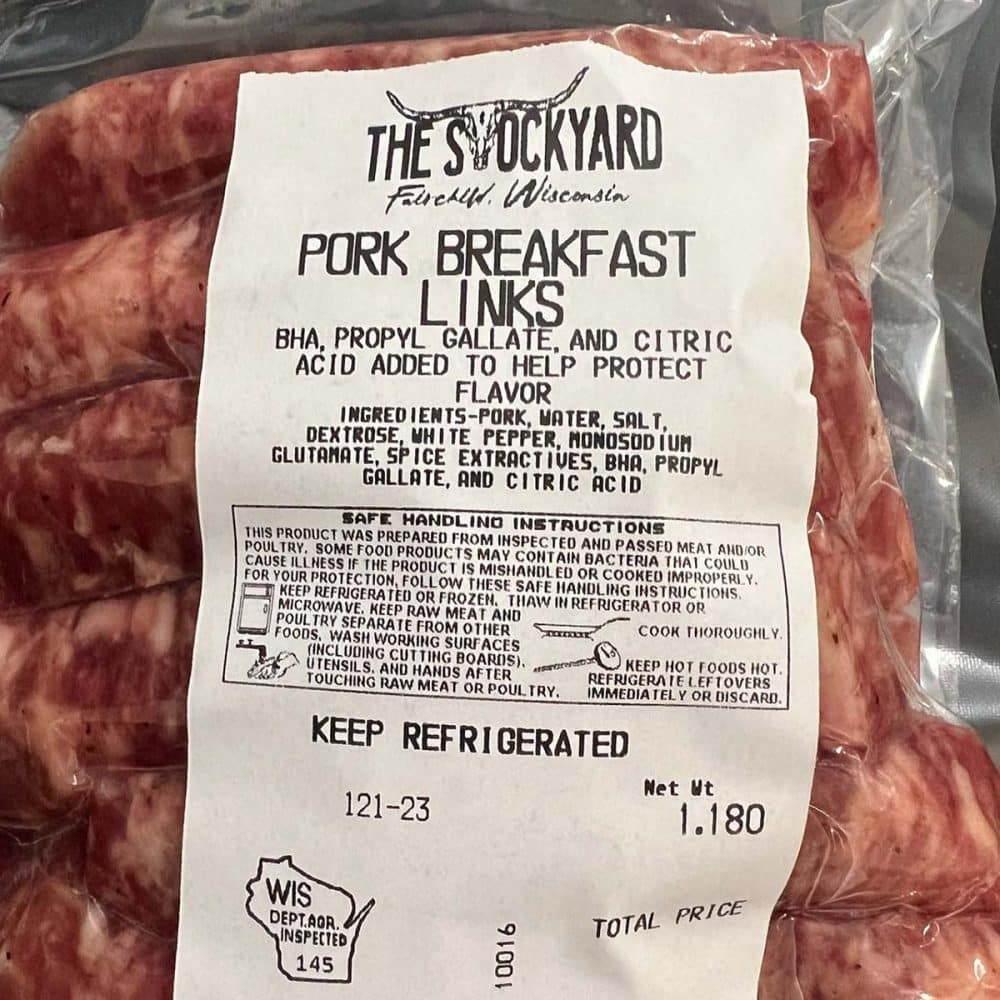 THE STOCKYARD
Fairchild, Wisconsin
PORK BREAKFAST
LINKS
BHA, PROPYL GALLATE, AND CITRIC
ACID ADDED TO HELP PROTECT
FLAVOR
INGREDIENTS-PORK, WATER, SALT,
DEXTROSE, WHITE PEPPER, MONOSODIUM
GLUTAMATE, SPICE EXTRACTIVES, BHA, PROPYL
GALLATE, AND CITRIC ACID
SAFE HANDLING INSTRUCTIONS
THIS PRODUCT WAS PREPARED FROM INSPECTED AND PASSED MEAT AND/OR
POULTRY. SOME FOOD PRODUCTS MAY CONTAIN BACTERIA THAT COULD
CAUSE ILLNESS IF THE PRODUCT IS MISHANDLED OR COOKED IMPROPERLY.
FOR YOUR PROTECTION, FOLLOW THESE SAFE HANDLING INSTRUCTIONS.
KEEP REFRIGERATED OR FROZEN. THAW IN REFRIGERATOR OR
MICROWAVE. KEEP RAW MEAT AND
POULTRY SEPARATE FROM OTHER
FOODS. WASH WORKING SURFACES
(INCLUDING CUTTING BOARDS),
UTENSILS, AND HANDS AFTER
TOUCHING RAW MEAT OR POULTRY.
COOK THOROUGHLY.
KEEP HOT FOODS HOT.
REFRIGERATE LEFTOVERS
IMMEDIATELY OR DISCARD.
KEEP REFRIGERATED
121-23
Net Wt
1.180
WIS
DEPT.AGR.
INSPECTED
145
10016
TOTAL PRICE